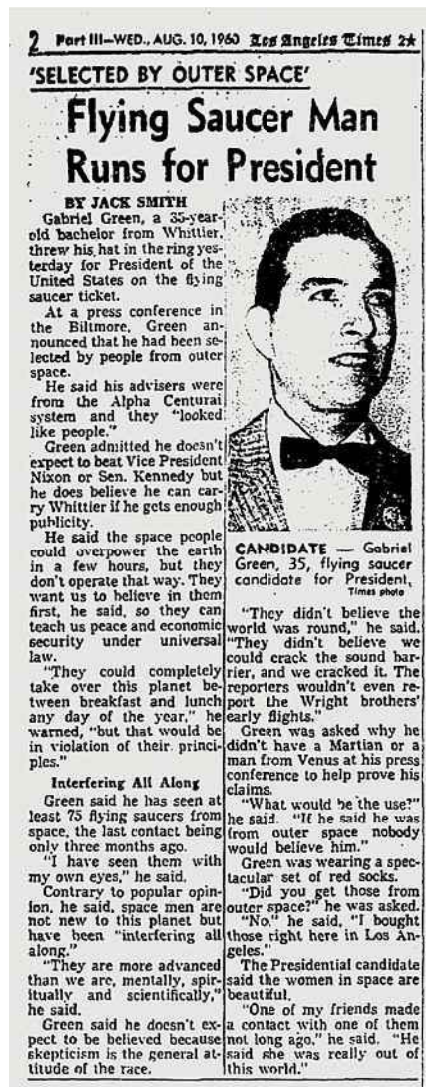 2 Part III—WED., AUG. 10, 1960 Los Angeles Times 2★
'SELECTED BY OUTER SPACE'
Flying Saucer Man
Runs for President
BY JACK SMITH
Gabriel Green, a 35-year-
old bachelor from Whittier,
threw his hat in the ring yes-
terday for President of the
United States on the flying
saucer ticket.
At a press conference in
the Biltmore, Green an-
nounced that he had been se-
lected by people from outer
space.
He said his advisers were
from the Alpha Centurai
system and they "looked
like people."
Green admitted he doesn't
expect to beat Vice President
Nixon or Sen. Kennedy but
he does believe he can car-
ry Whittier if he gets enough
publicity.
He said the space people
could overpower the earth
in a few hours, but they
don't operate that way. They
want us to believe in them
first, he said, so they can
teach us peace and economic
security under universal
law.
"They could completely
take over this planet be-
tween breakfast and lunch
any day of the year," he
warned, "but that would be
in violation of their princi-
ples."
Interfering All Along
Green said he has seen at
least 75 flying saucers from
space, the last contact being
only three months ago.
"I have seen them with
my own eyes," he said.
Contrary to popular opin-
ion, he said, space men are
not new to this planet but
have been "interfering all
along."
"They are more advanced
than we are, mentally, spir-
itually and scientifically,"
he said.
Green said he doesn't ex-
pect to be believed because
skepticism is the general at-
titude of the race.
CANDIDATE — Gabriel
Green, 35, flying saucer
candidate for President.
Times photo
"They didn't believe the
world was round," he said.
"They didn't believe we
could crack the sound bar-
rier, and we cracked it. The
reporters wouldn't even re-
port the Wright brothers'
early flights."
Green was asked why he
didn't have a Martian or a
man from Venus at his press
conference to help prove his
claims.
"What would be the use?"
he said. "If he said he was
from outer space nobody
would believe him."
Green was wearing a spec-
tacular set of red socks.
"Did you get those from
outer space?" he was asked.
"No," he said, "I bought
those right here in Los An-
geles."
The Presidential candidate
said the women in space are
beautiful.
"One of my friends made
a contact with one of them
not long ago," he said. "He
said she was really out of
this world."